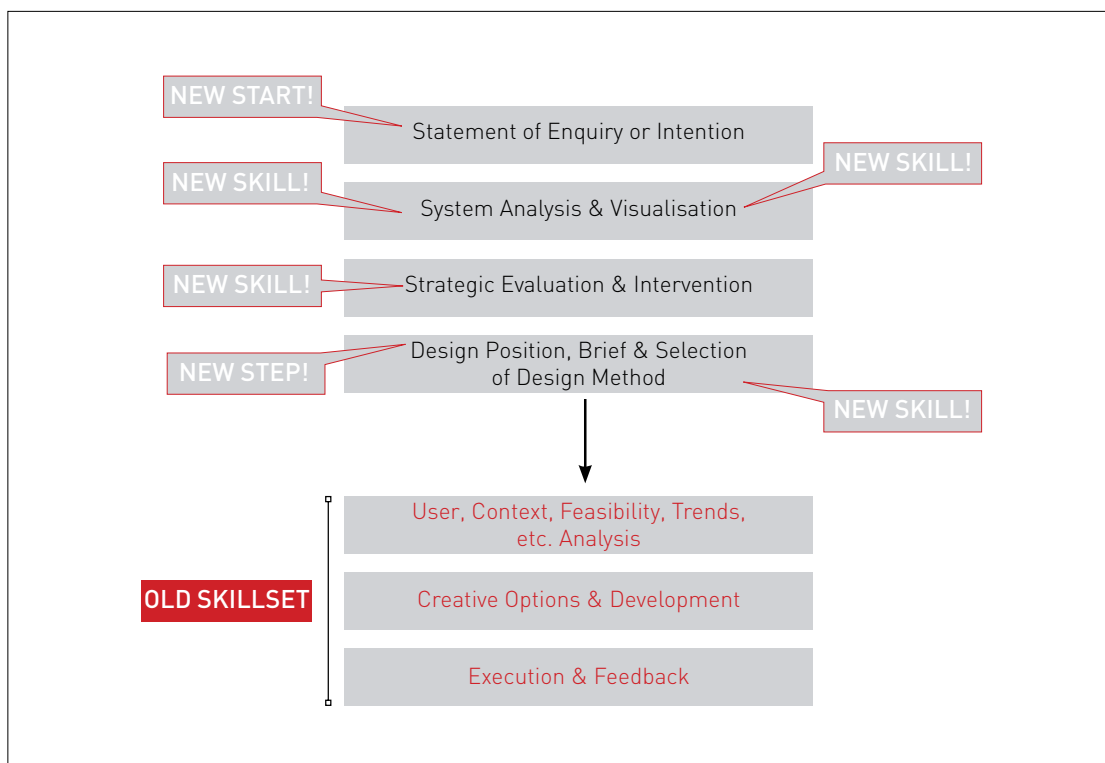 NEW START!
Statement of Enquiry or Intention
NEW SKILL!
NEW SKILL!
System Analysis & Visualisation
NEW SKILL!
Strategic Evaluation & Intervention
NEW STEP!
Design Position, Brief & Selection
of Design Method
NEW SKILL!
User, Context, Feasibility, Trends,
etc. Analysis
OLD SKILLSET
Creative Options & Development
Execution & Feedback